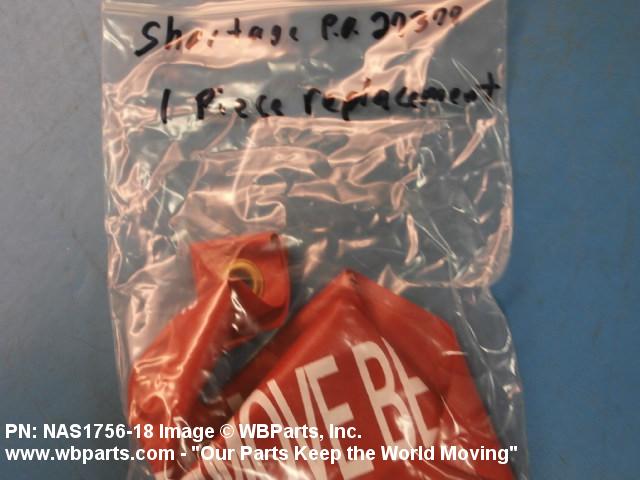 Shortage P.O. 27379
1 Piece replacement
MOVE BE
PN: NAS1756-18 Image © WBParts, Inc.
www.wbparts.com - "Our Parts Keep the World Moving"